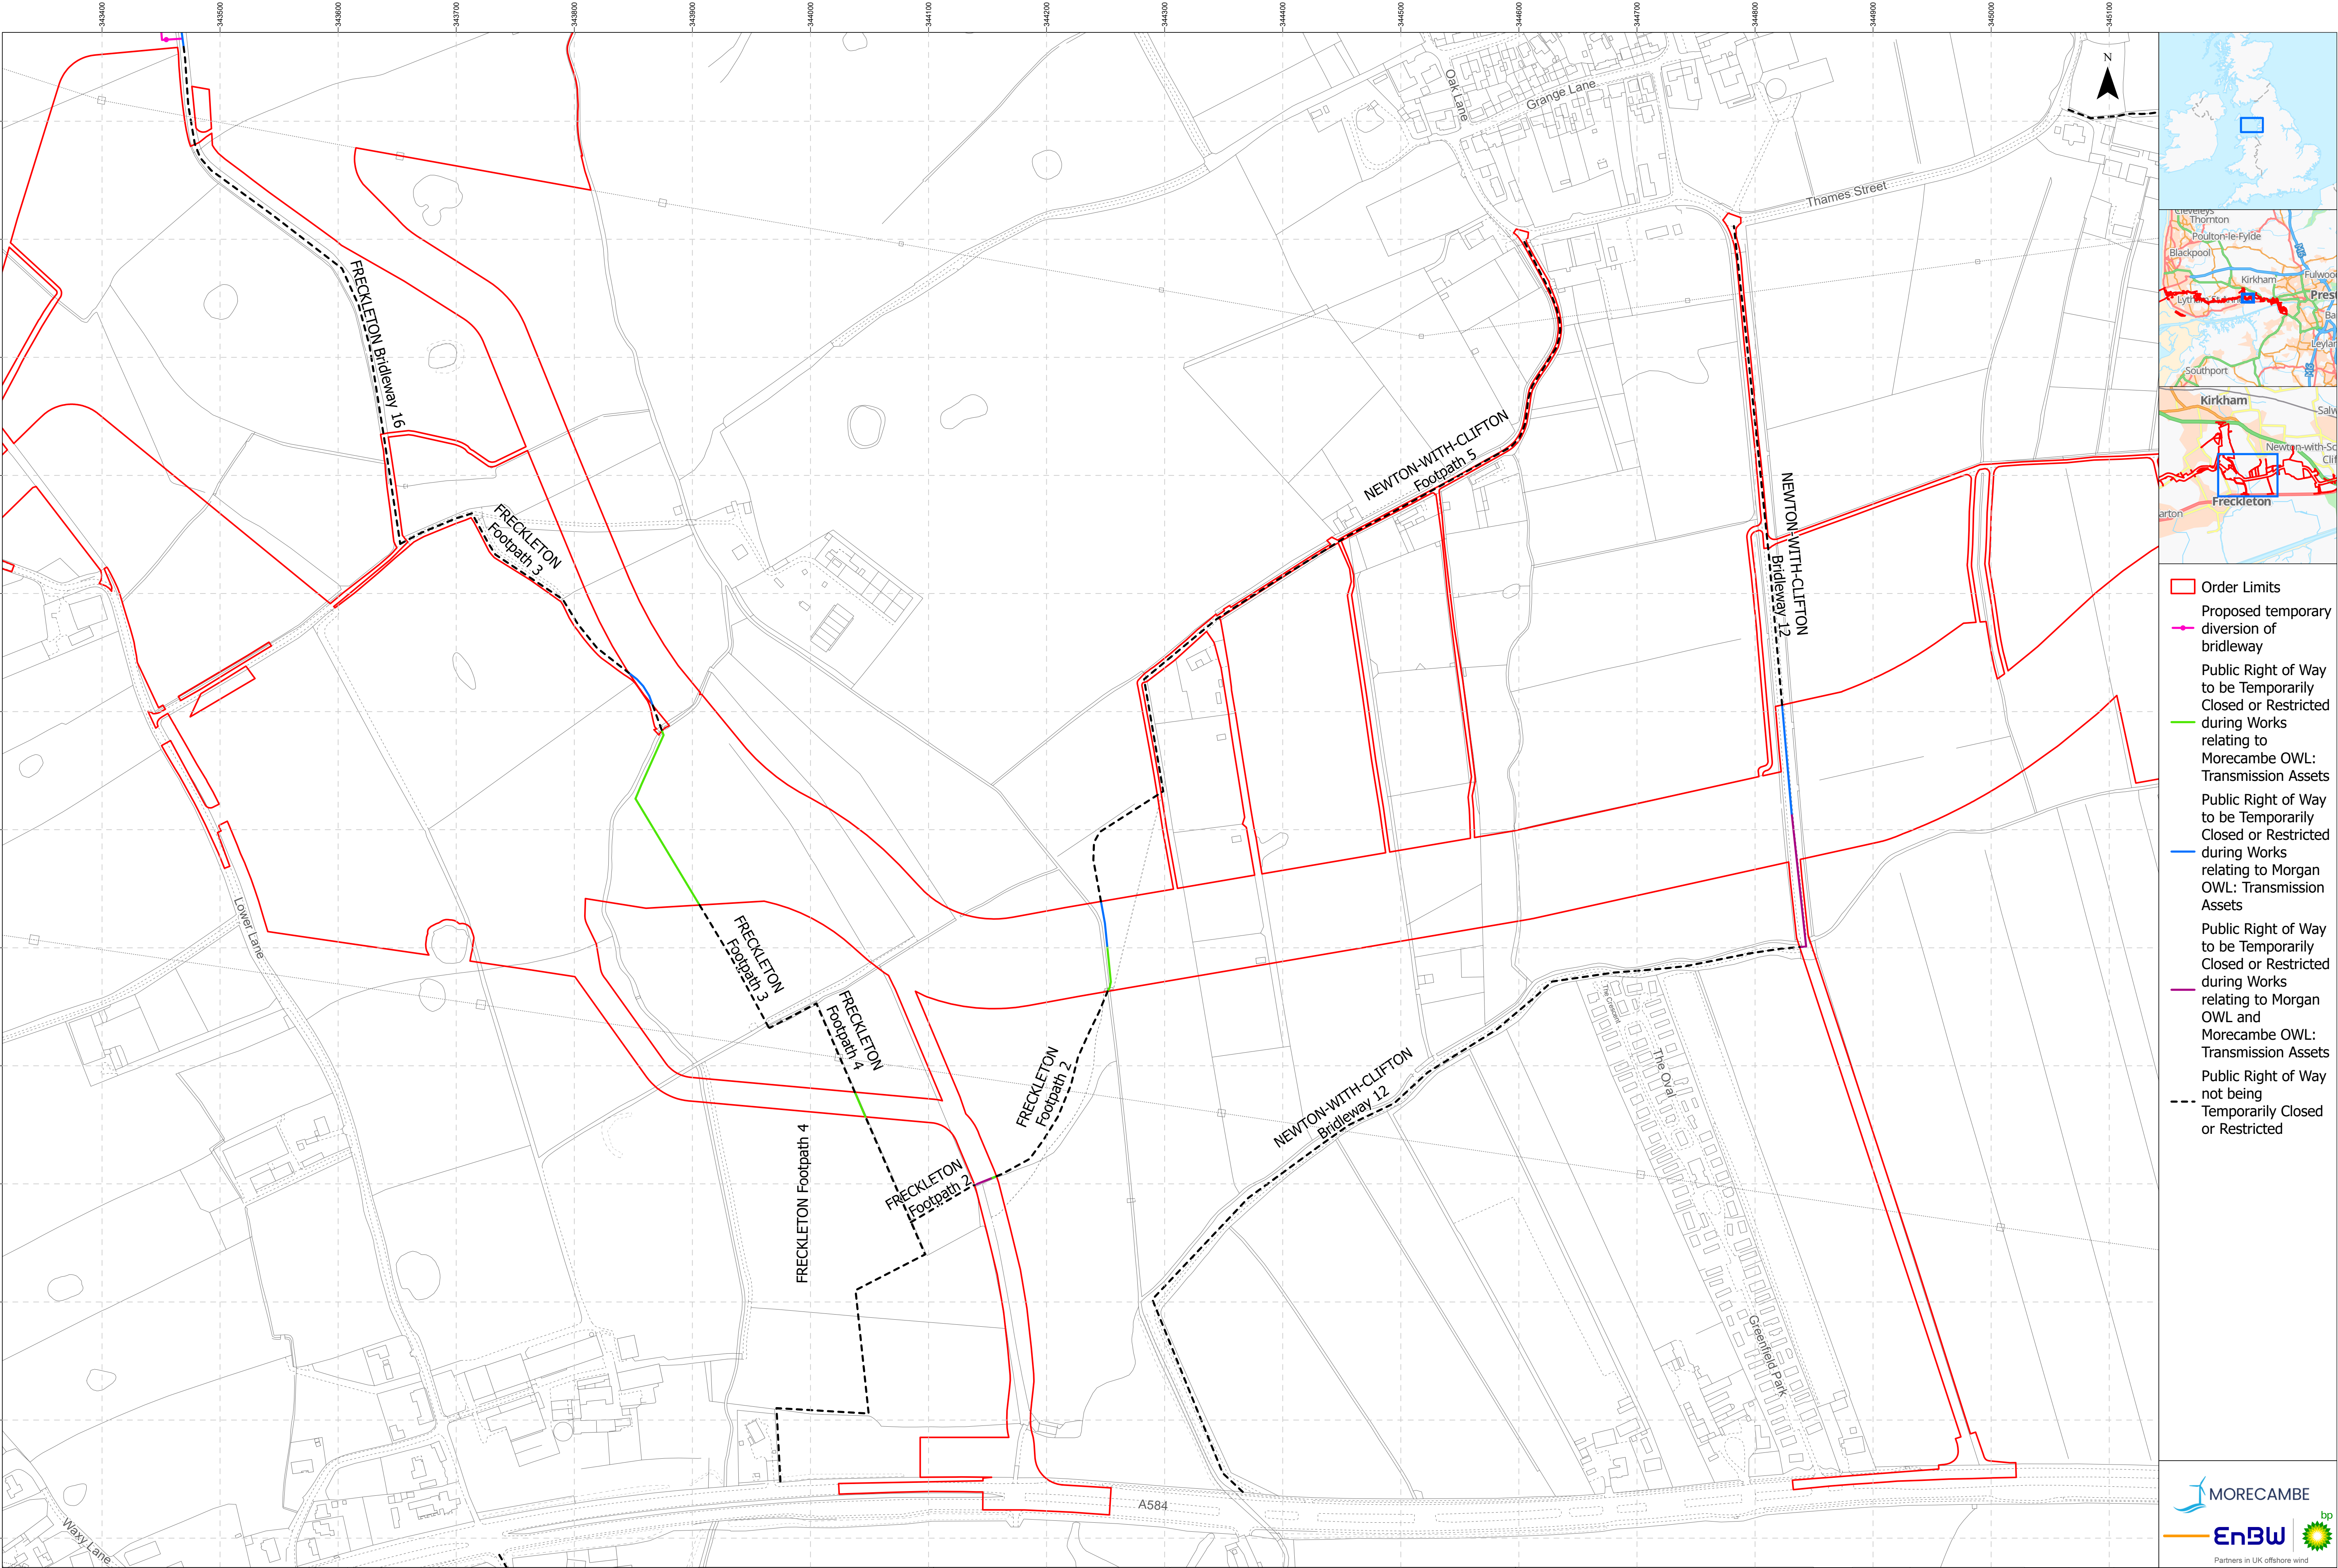 343400
343500
343600
343700
343800
343900
344000
344100
344200
344300
344400
344500
344600
344700
344800
344900
345000
345100
N
Oak Lane
Grange Lane
Thames Street
FRECKLETON Bridleway 16
FRECKLETON
Footpath 3
NEWTON-WITH-CLIFTON
Footpath 5
NEWTON-WITH-CLIFTON
Bridleway 12
Lower Lane
FRECKLETON
Footpath 3
FRECKLETON
Footpath 4
FRECKLETON
Footpath 2
FRECKLETON Footpath 4
FRECKLETON
Footpath 2
NEWTON-WITH-CLIFTON
Bridleway 12
The Crescent
The Oval
Greenfield Park
A584
Waxy Lane
Cleveleys
Thornton
Poulton-le-Fylde
Blackpool
M6
Kirkham
Fulwood
Southport
Kirkham
Freckleton
Order Limits
Proposed temporary
diversion of
bridleway
Public Right of Way
to be Temporarily
Closed or Restricted
during Works
relating to
Morecambe OWL:
Transmission Assets
Public Right of Way
to be Temporarily
Closed or Restricted
during Works
relating to Morgan
OWL: Transmission
Assets
Public Right of Way
to be Temporarily
Closed or Restricted
during Works
relating to Morgan
OWL and
Morecambe OWL:
Transmission Assets
Public Right of Way
not being
Temporarily Closed
or Restricted
MORECAMBE
EnBW
bp
Partners in UK offshore wind